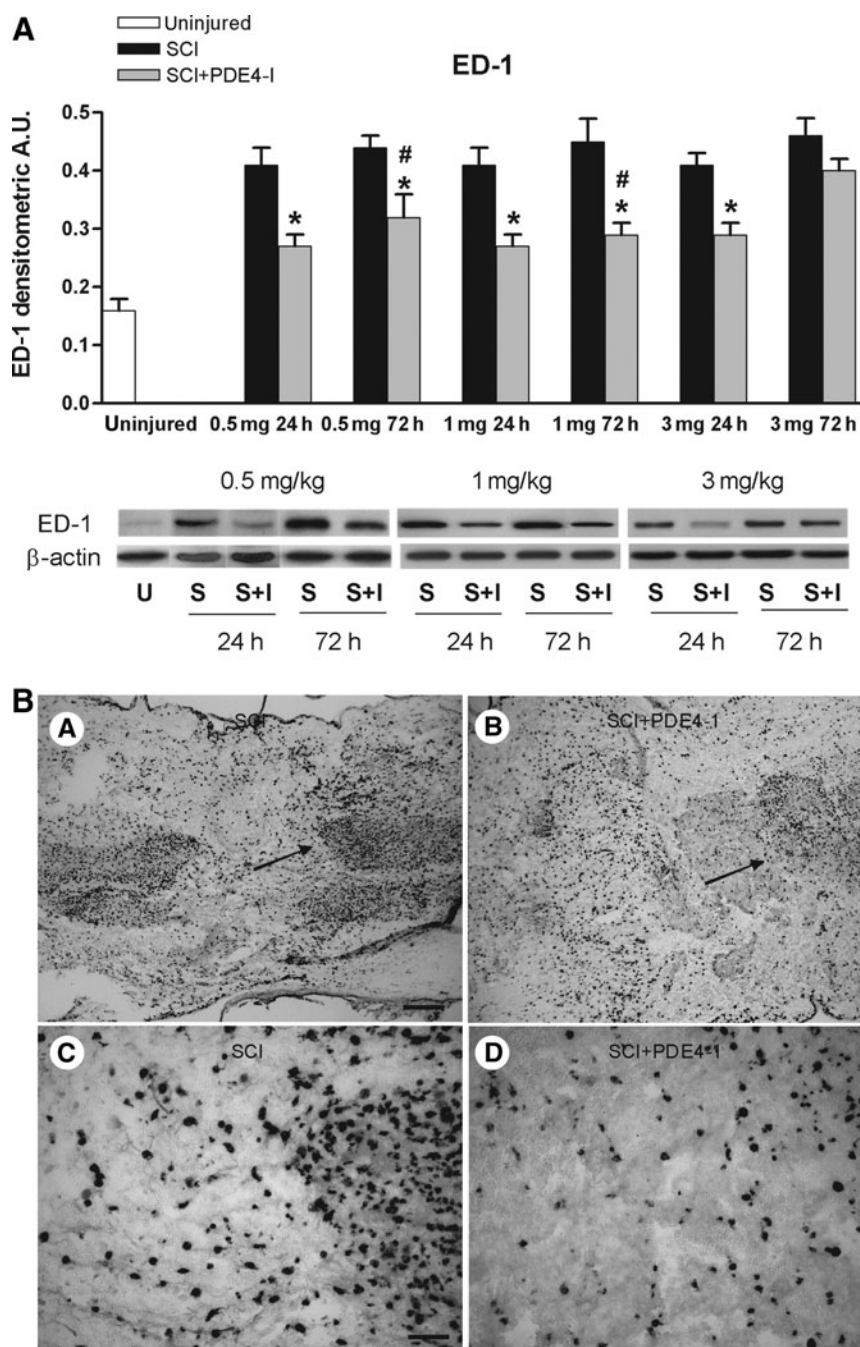 A
Uninjured
SCI
SCI+PDE4-I
ED-1
ED-1 densitometric A.U.
0.5
0.4
0.3
0.2
0.1
0.0
* # * * # * *
Uninjured 0.5 mg 24 h 0.5 mg 72 h 1 mg 24 h 1 mg 72 h 3 mg 24 h 3 mg 72 h
0.5 mg/kg 1 mg/kg 3 mg/kg
ED-1
β-actin
U S S+I S S+I S S+I S S+I S S+I S S+I
24 h 72 h 24 h 72 h 24 h 72 h
B
A SCI
B SCI+PDE4-1
C SCI
D SCI+PDE4-1